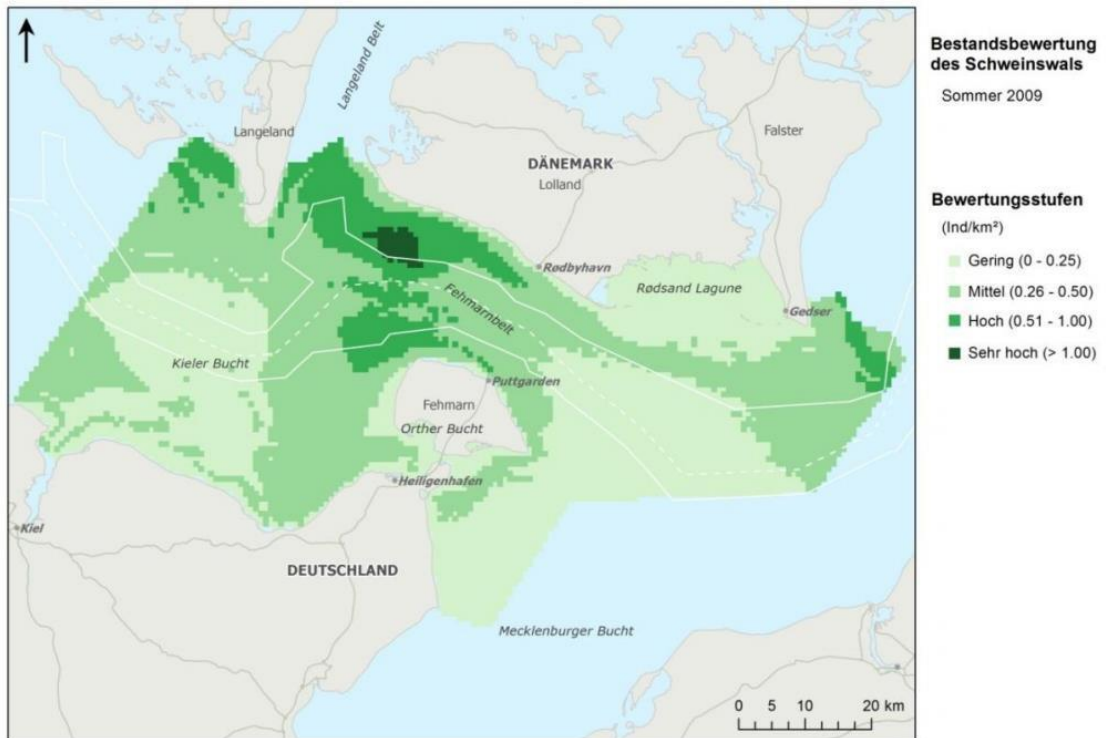 Langeland Belt
Langeland
Falster
DÄNEMARK
Lolland
Rødbyhavn
Rødsand Lagune
Gedser
Fehmarnbelt
Kieler Bucht
Puttgarden
Fehmarn
Orther Bucht
Heiligenhafen
Kiel
DEUTSCHLAND
Mecklenburger Bucht
0 5 10 20 km
Bestandsbewertung
des Schweinswals
Sommer 2009
Bewertungsstufen
(Ind/km²)
Gering (0 - 0.25)
Mittel (0.26 - 0.50)
Hoch (0.51 - 1.00)
Sehr hoch (> 1.00)